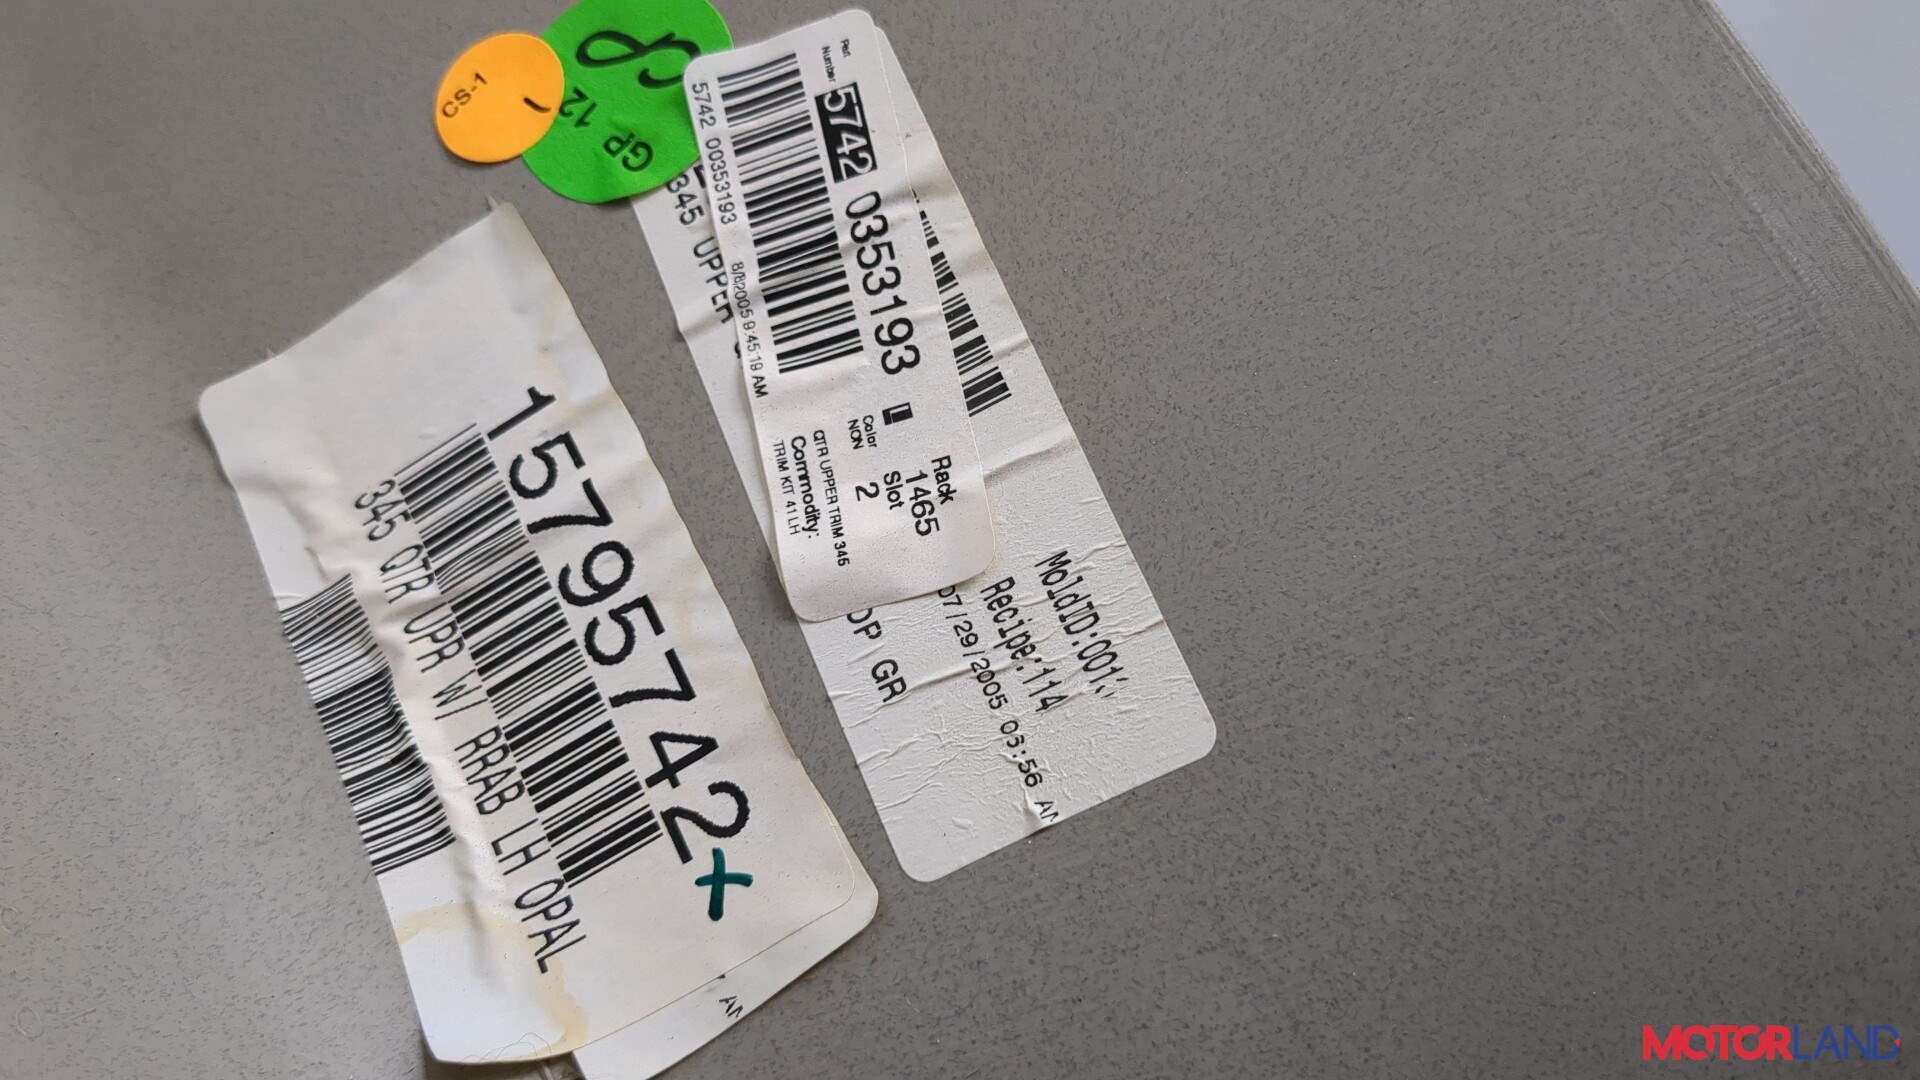 CS-1
GP 12
Part
Number
5742 0353193 L
5742 00353193
8/8/2005 9:45:19 AM
Rack
1465
Slot
2
Color
NON
QTR UPPER TRIM 345
Commodity:
TRIM KIT 41 LH
345 UPPER
OP GR
MoldID:001
Recipe:114
07/29/2005 03:56 AM
15795742
x
345 QTR UPR W/ RRAB LH OPAL
AM
MOTORLAND